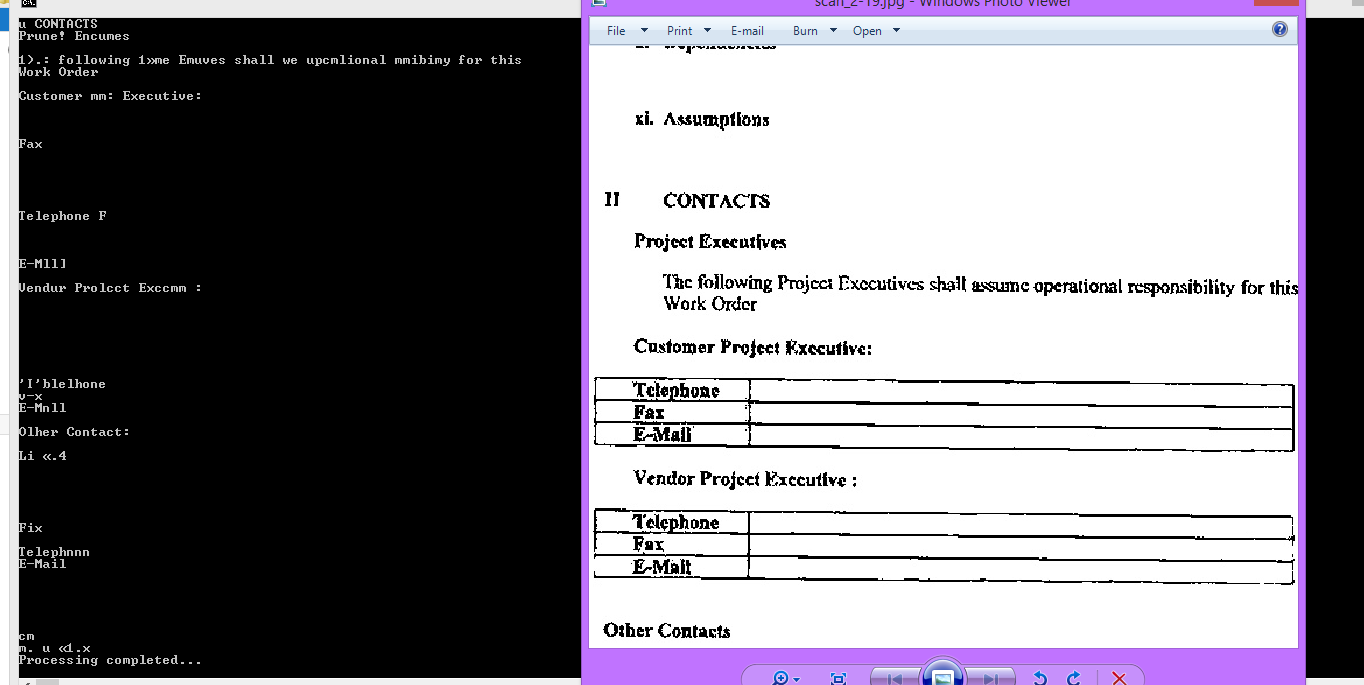 u CONTACTS
Prune! Encumes
1).: following 1»me Emuves shall we upcmlional mmibimy for this
Work Order
Customer mm: Executive:
Fax
Telephone F
E-Mlll
Vendur Prolcct Exccmm :
'I'blelhone
v-x
E-Mnll
Olher Contact:
Li «.4
Fix
Telephnnn
E-Mail
cm
m. u «1.x
Processing completed...
scan_2-19.jpg - Windows Photo Viewer
File Print E-mail Burn Open
Dependencies
xi. Assumptions
II CONTACTS
Project Executives
The following Project Executives shall assume operational responsibility for this
Work Order
Customer Project Executive:
Telephone
Fax
E-Mail
Vendor Project Executive :
Telephone
Fax
E-Mail
Other Contacts